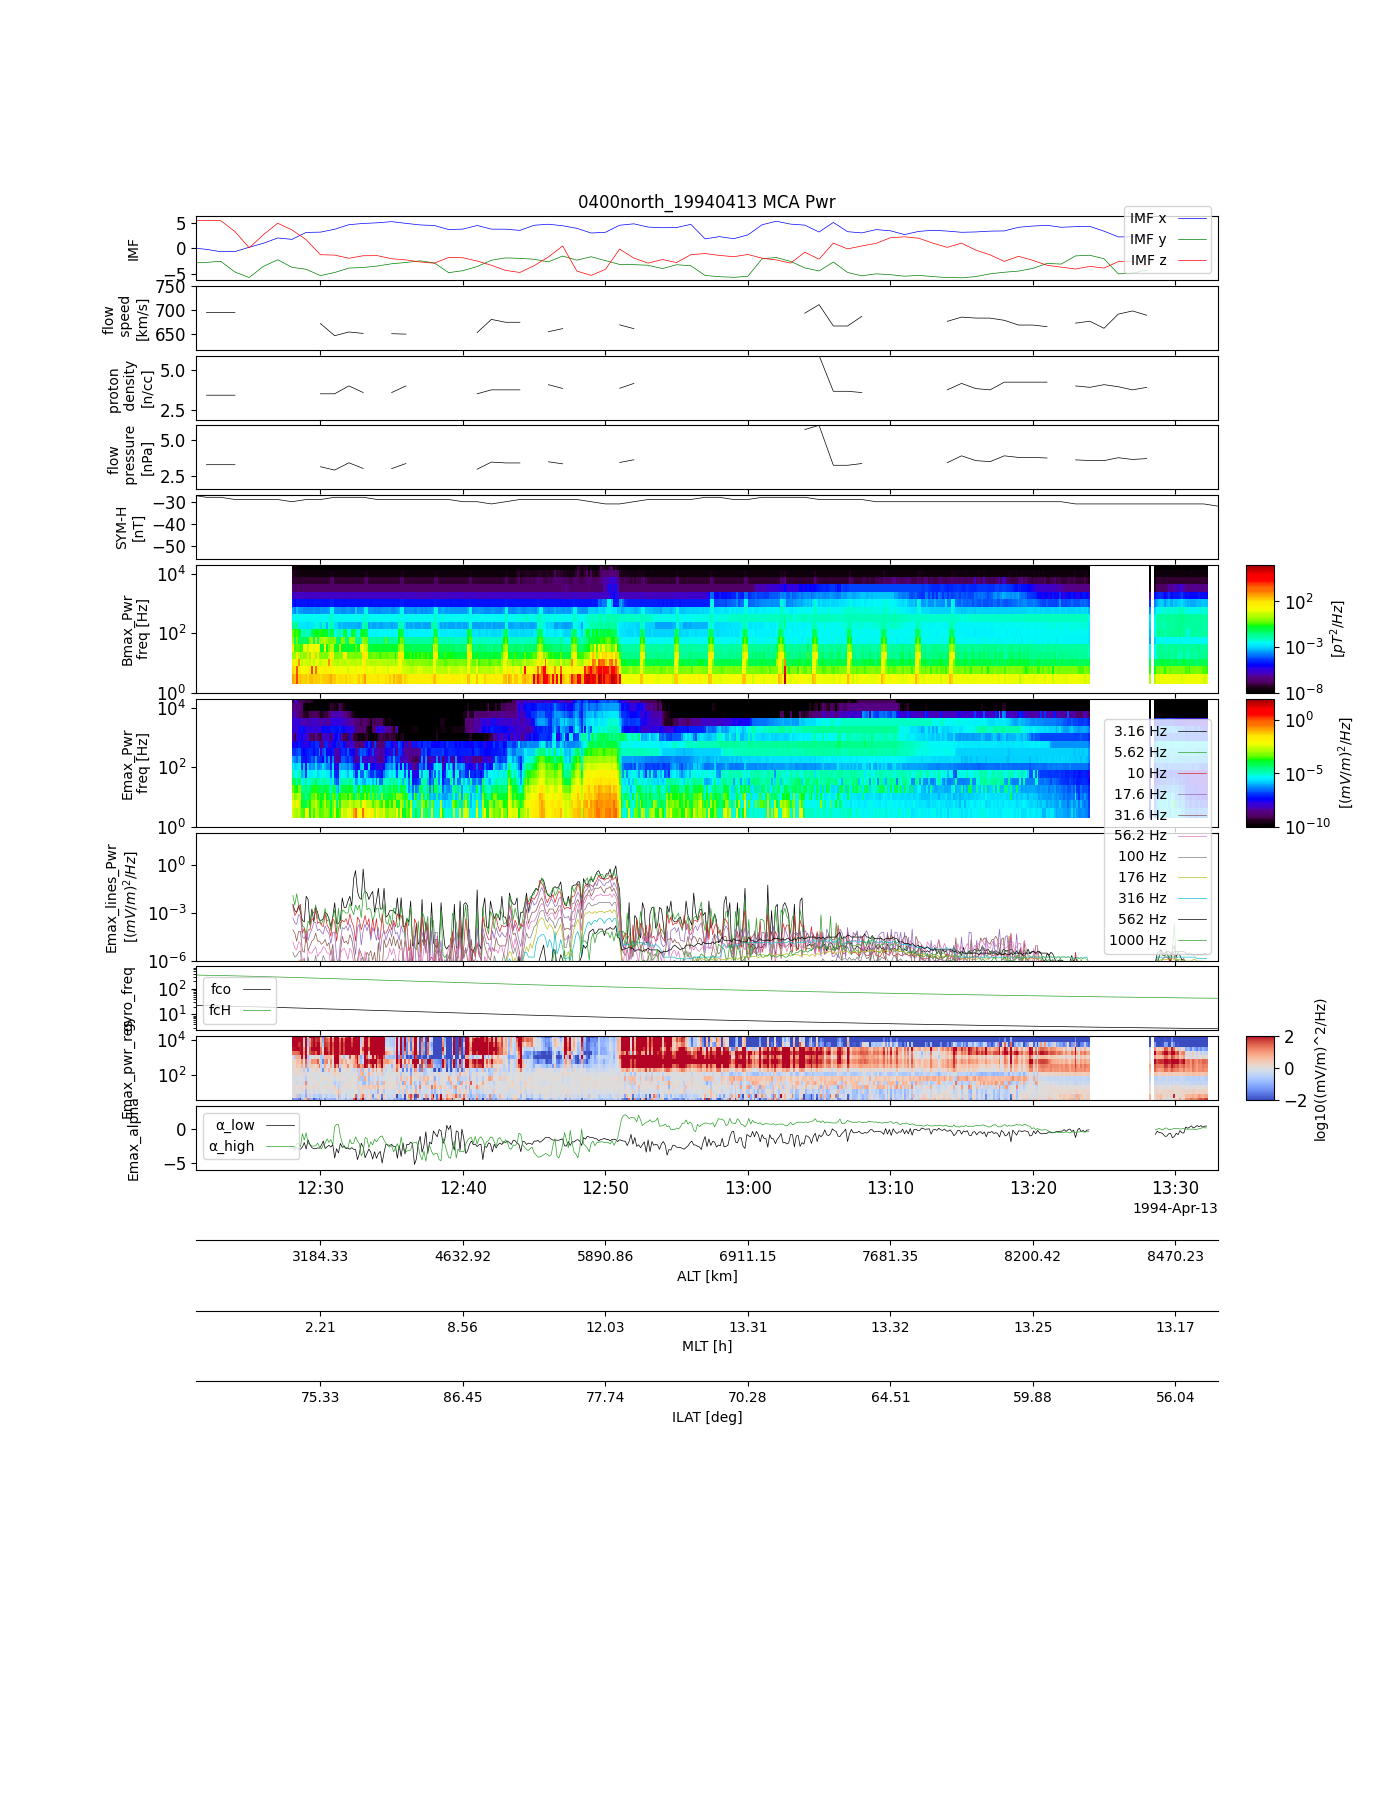 0400north_19940413 MCA Pwr
IMF
5
0
−5
IMF x
IMF y
IMF z
flow
speed
[km/s]
750
700
650
proton
density
[n/cc]
5.0
2.5
flow
pressure
[nPa]
5.0
2.5
SYM-H
[nT]
−30
−40
−50
Bmax_Pwr
freq [Hz]
10^4
10^2
10^0
10^2
10^−3
10^−8
[pT^2/Hz]
Emax_Pwr
freq [Hz]
10^4
10^2
10^0
10^0
10^−5
10^−10
[(mV/m)^2/Hz]
3.16 Hz
5.62 Hz
10 Hz
17.6 Hz
31.6 Hz
56.2 Hz
100 Hz
176 Hz
316 Hz
562 Hz
1000 Hz
Emax_lines_Pwr
[(mV/m)^2/Hz]
10^0
10^−3
10^−6
gyro_freq
10^2
10^1
fco
fcH
Emax_pwr_res
10^4
10^2
2
0
−2
log10((mV/m)^2/Hz)
Emax_alpha
0
−5
α_low
α_high
12:30 12:40 12:50 13:00 13:10 13:20 13:30
1994-Apr-13
3184.33 4632.92 5890.86 6911.15 7681.35 8200.42 8470.23
ALT [km]
2.21 8.56 12.03 13.31 13.32 13.25 13.17
MLT [h]
75.33 86.45 77.74 70.28 64.51 59.88 56.04
ILAT [deg]